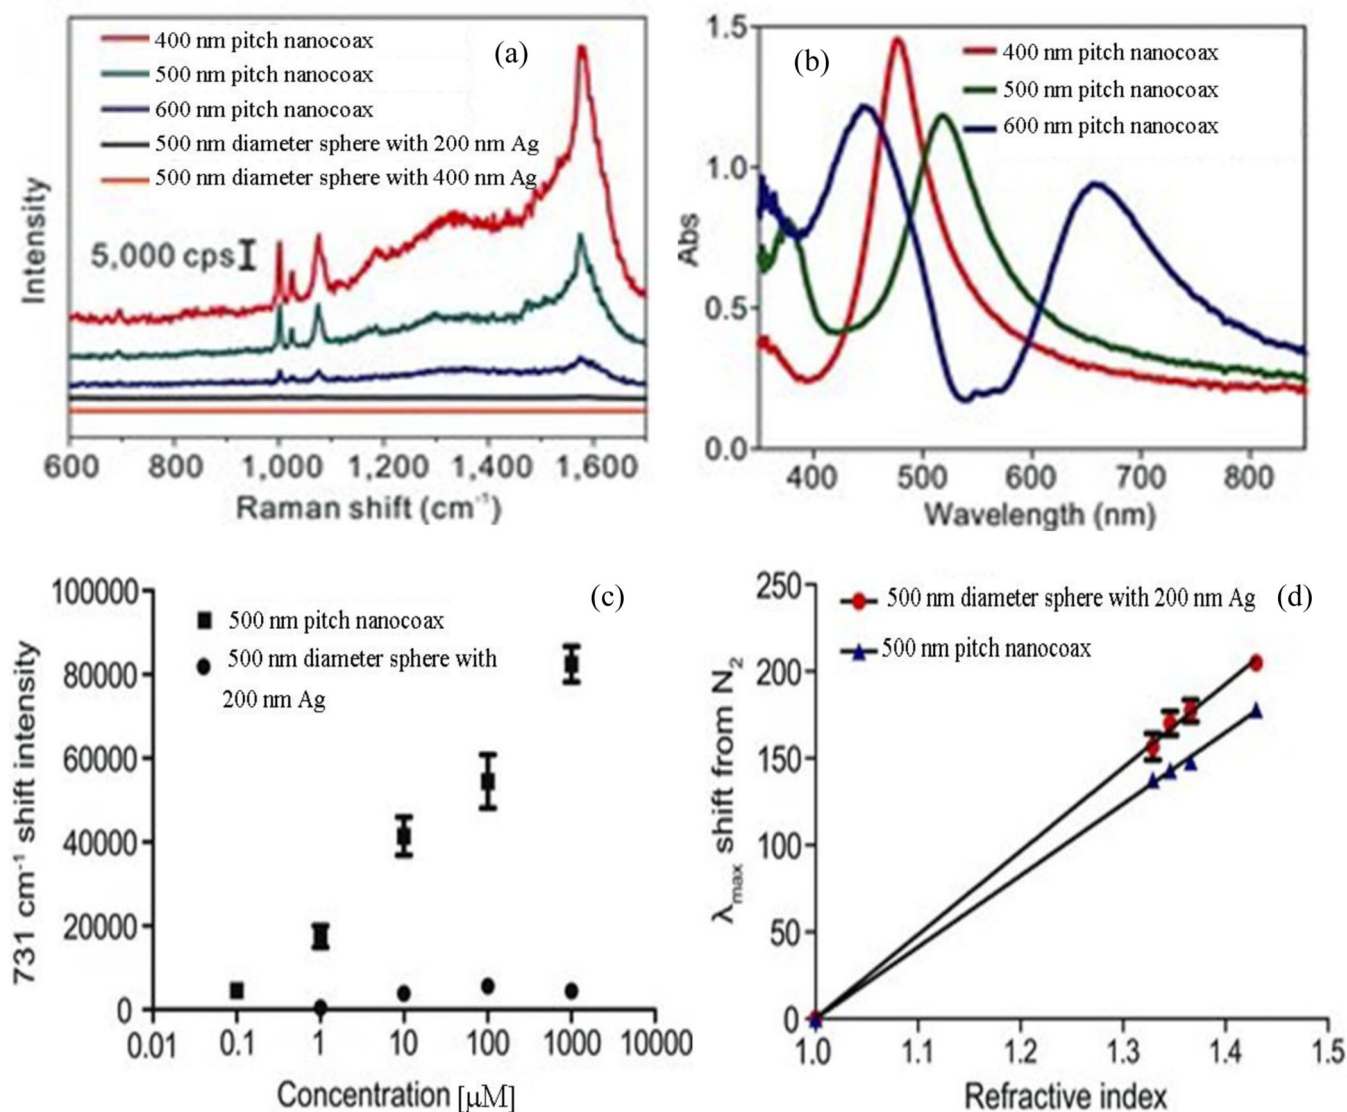 400 nm pitch nanocoax
500 nm pitch nanocoax
600 nm pitch nanocoax
500 nm diameter sphere with 200 nm Ag
500 nm diameter sphere with 400 nm Ag
(a)
5,000 cps
Intensity
600 800 1,000 1,200 1,400 1,600
Raman shift (cm⁻¹)
(b)
400 nm pitch nanocoax
500 nm pitch nanocoax
600 nm pitch nanocoax
1.5
1.0
0.5
0.0
Abs
400 500 600 700 800
Wavelength (nm)
(c)
500 nm pitch nanocoax
500 nm diameter sphere with
200 nm Ag
100000
80000
60000
40000
20000
0
731 cm⁻¹ shift intensity
0.01 0.1 1 10 100 1000 10000
Concentration [μM]
(d)
500 nm diameter sphere with 200 nm Ag
500 nm pitch nanocoax
250
200
150
100
50
0
λmax shift from N₂
1.0 1.1 1.2 1.3 1.4 1.5
Refractive index